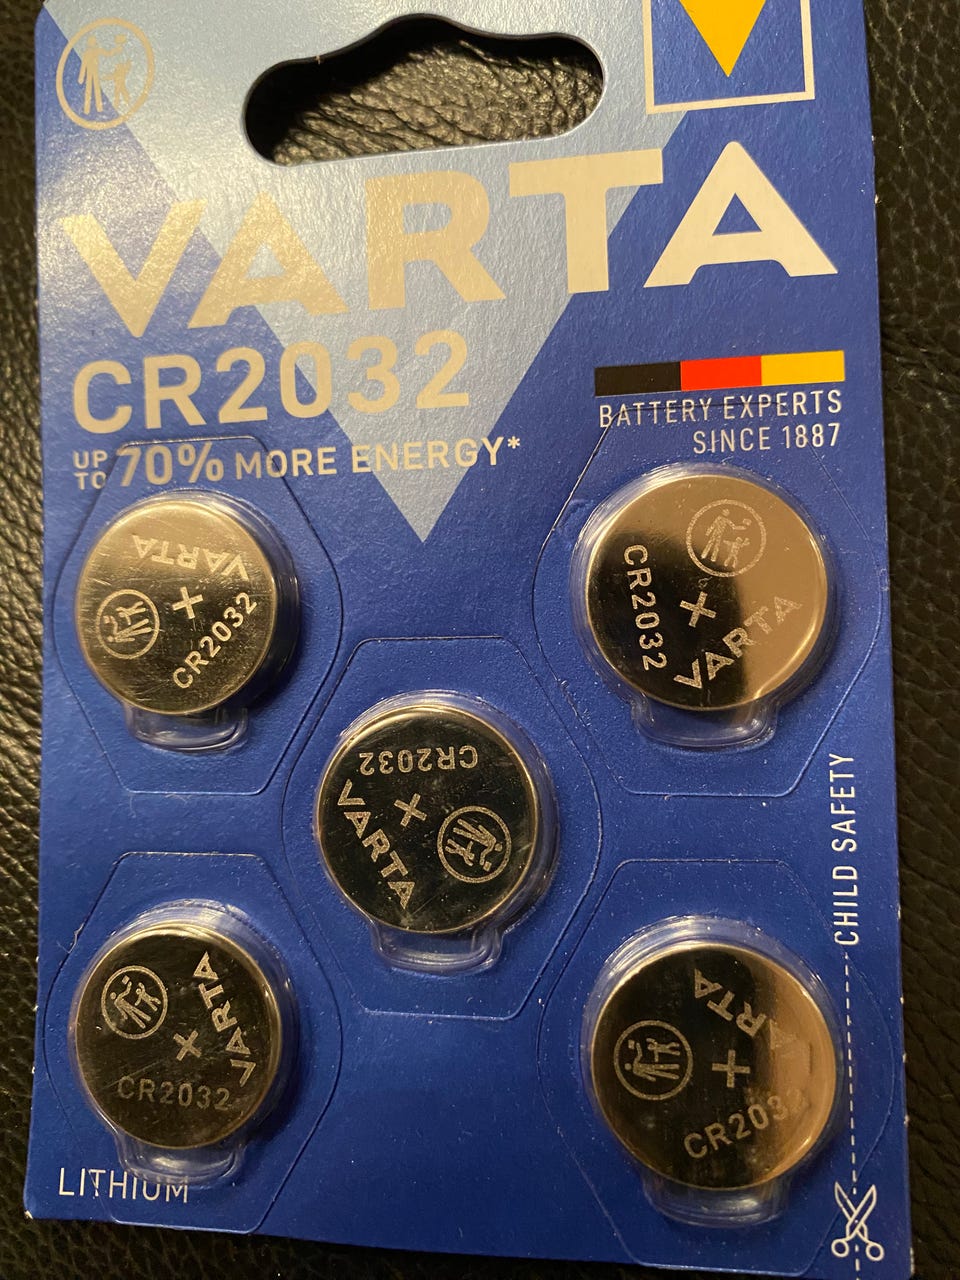 VARTA
CR2032
UP TO 70% MORE ENERGY*
BATTERY EXPERTS
SINCE 1887
VARTA
+
CR2032
CR2032
+
VARTA
CR2032
+
VARTA
VARTA
+
CR2032
VARTA
+
CR2032
CHILD SAFETY
LITHIUM